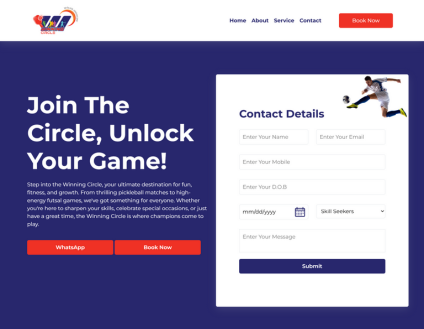 CIRCLE
Home About Service Contact
Book Now
Join The
Circle, Unlock
Your Game!
Step into the Winning Circle, your ultimate destination for fun,
fitness, and growth. From thrilling pickleball matches to high-
energy futsal games, we've got something for everyone. Whether
you're here to sharpen your skills, celebrate special occasions, or just
have a great time, the Winning Circle is where champions come to
play.
WhatsApp
Book Now
Contact Details
Enter Your Name
Enter Your Email
Enter Your Mobile
Enter Your D.O.B
mm/dd/yyyy
Skill Seekers
Enter Your Message
Submit